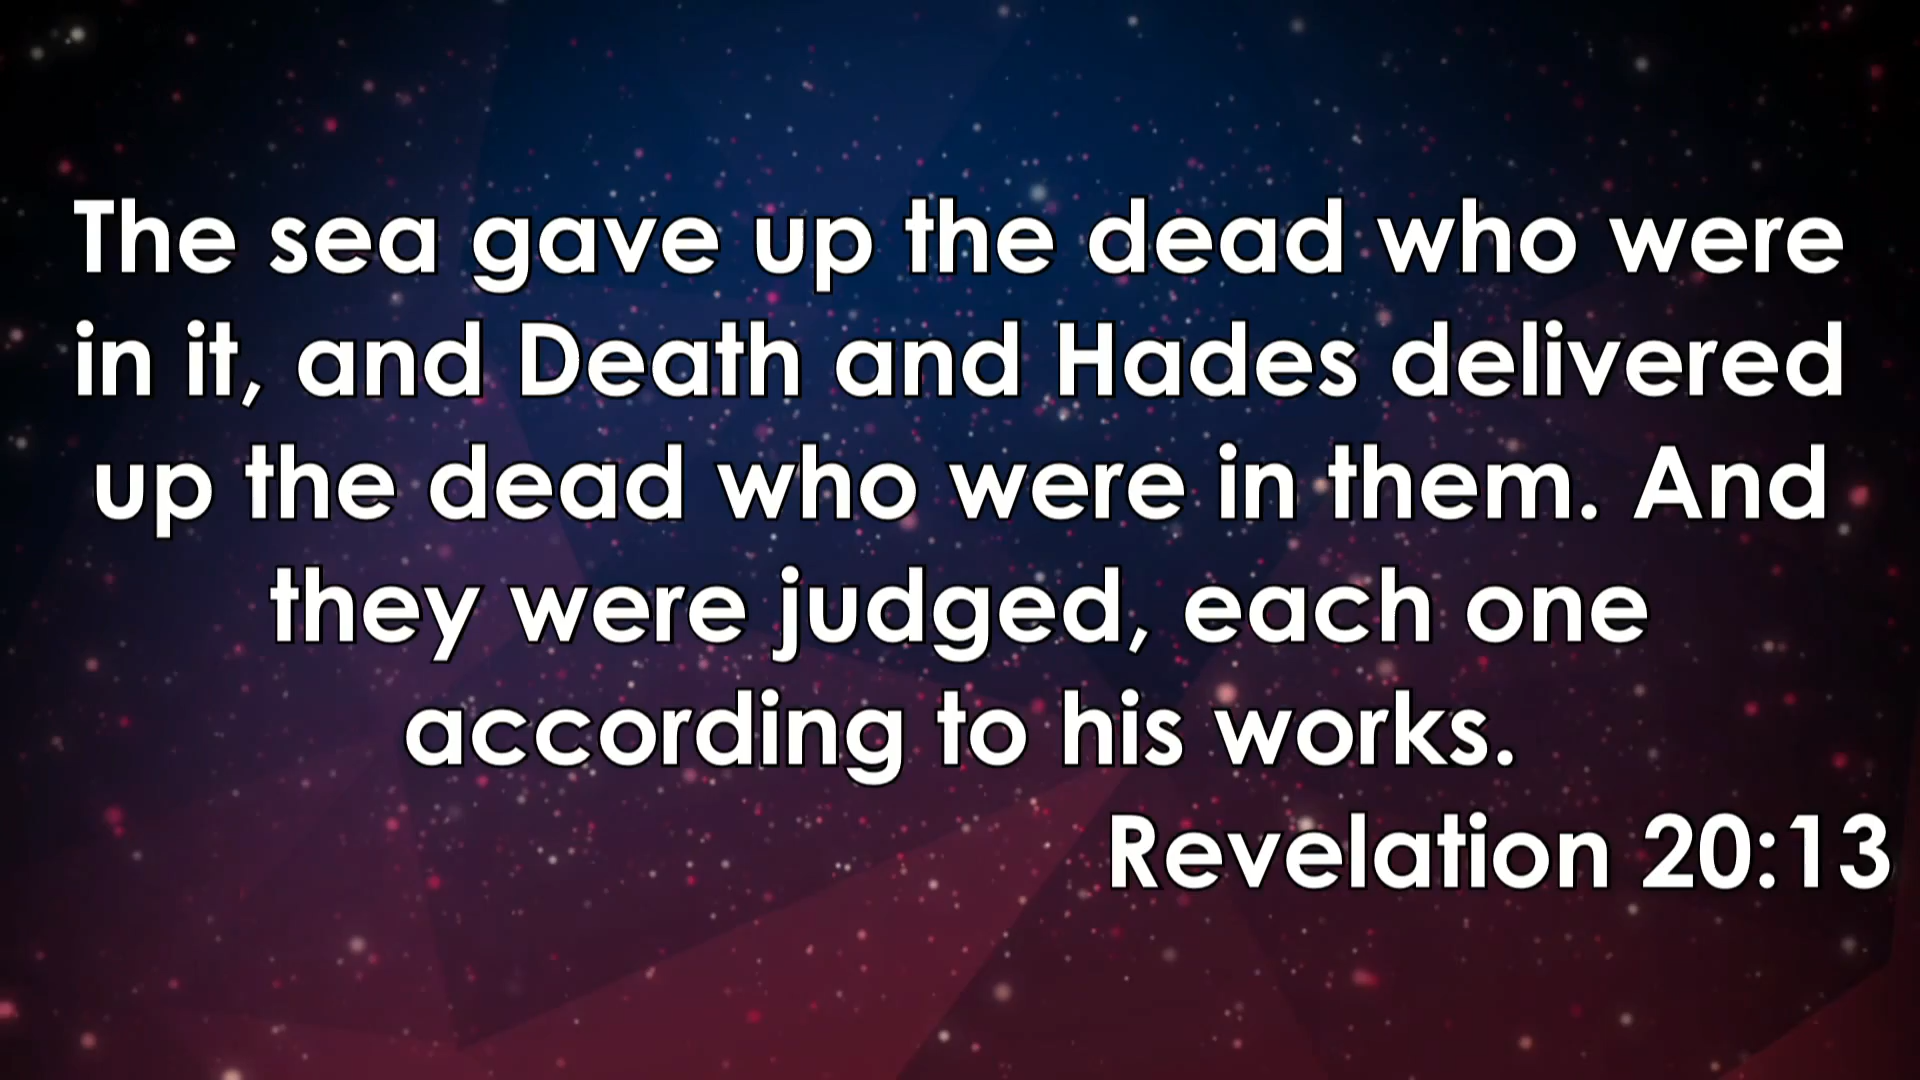 The sea gave up the dead who were
in it, and Death and Hades delivered
up the dead who were in them. And
they were judged, each one
according to his works.
Revelation 20:13